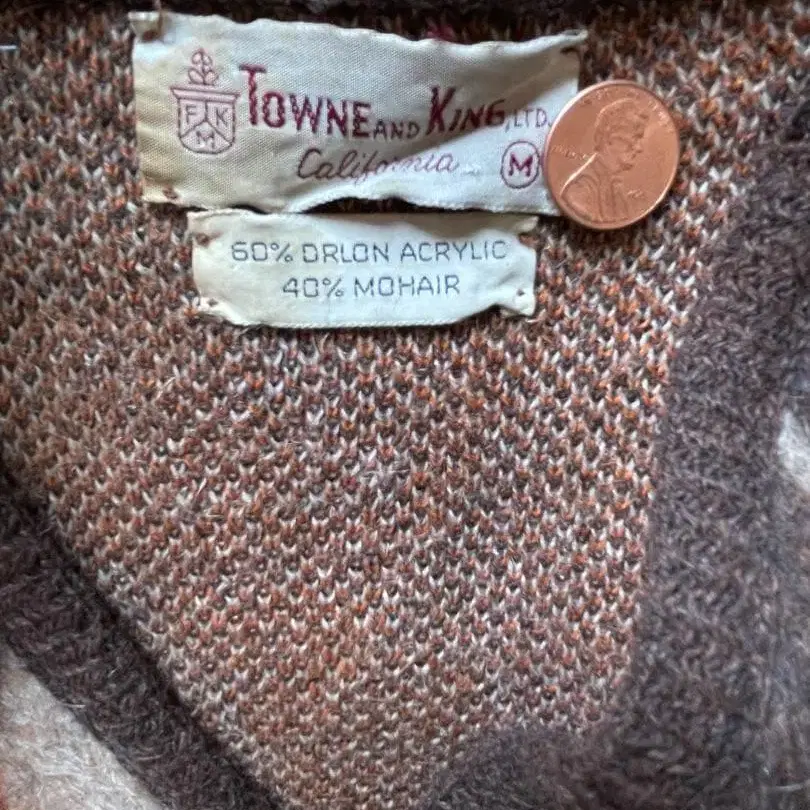 TOWNE AND KING, LTD.
F K
M
California
M
60% ORLON ACRYLIC
40% MOHAIR